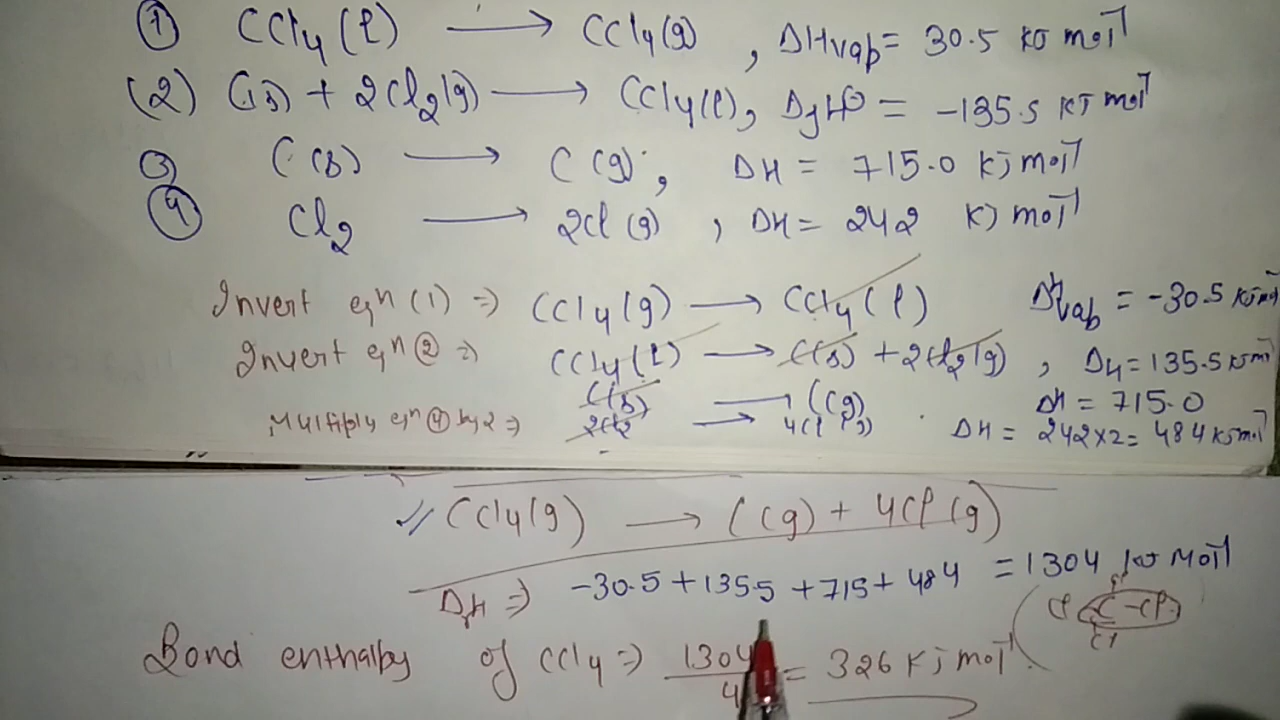 ① CCl4 (l) ⟶ CCl4(g) , ΔHvap = 30.5 KJ mol⁻¹
(2) C(s) + 2Cl2(g) ⟶ CCl4(l), ΔfH° = -135.5 KJ mol⁻¹
③ C (s) ⟶ C (g), ΔH = 715.0 KJ mol⁻¹
④ Cl2 ⟶ 2Cl (g) , ΔH = 242 KJ mol⁻¹
Invert eqn (1) ⇒ CCl4(g) ⟶ CCl4 (l) ΔHvap = -30.5 KJ mol⁻¹
Invert eqn ② ⇒ CCl4(l) ⟶ C(s) + 2Cl2(g) , ΔH = 135.5 KJ mol⁻¹
C(s) ⟶ C(g) ΔH = 715.0
Multiply eqn ④ by 2 ⇒ 2Cl2 ⟶ 4Cl (g) ΔH = 242×2 = 484 KJ mol⁻¹
CCl4(g) ⟶ C(g) + 4Cl (g)
⇒ -30.5 + 135.5 + 715 + 484 = 1304 KJ mol⁻¹
Cl C-Cl
Cl
Bond enthalpy of CCl4 ⇒ 1304/4 = 326 KJ mol⁻¹